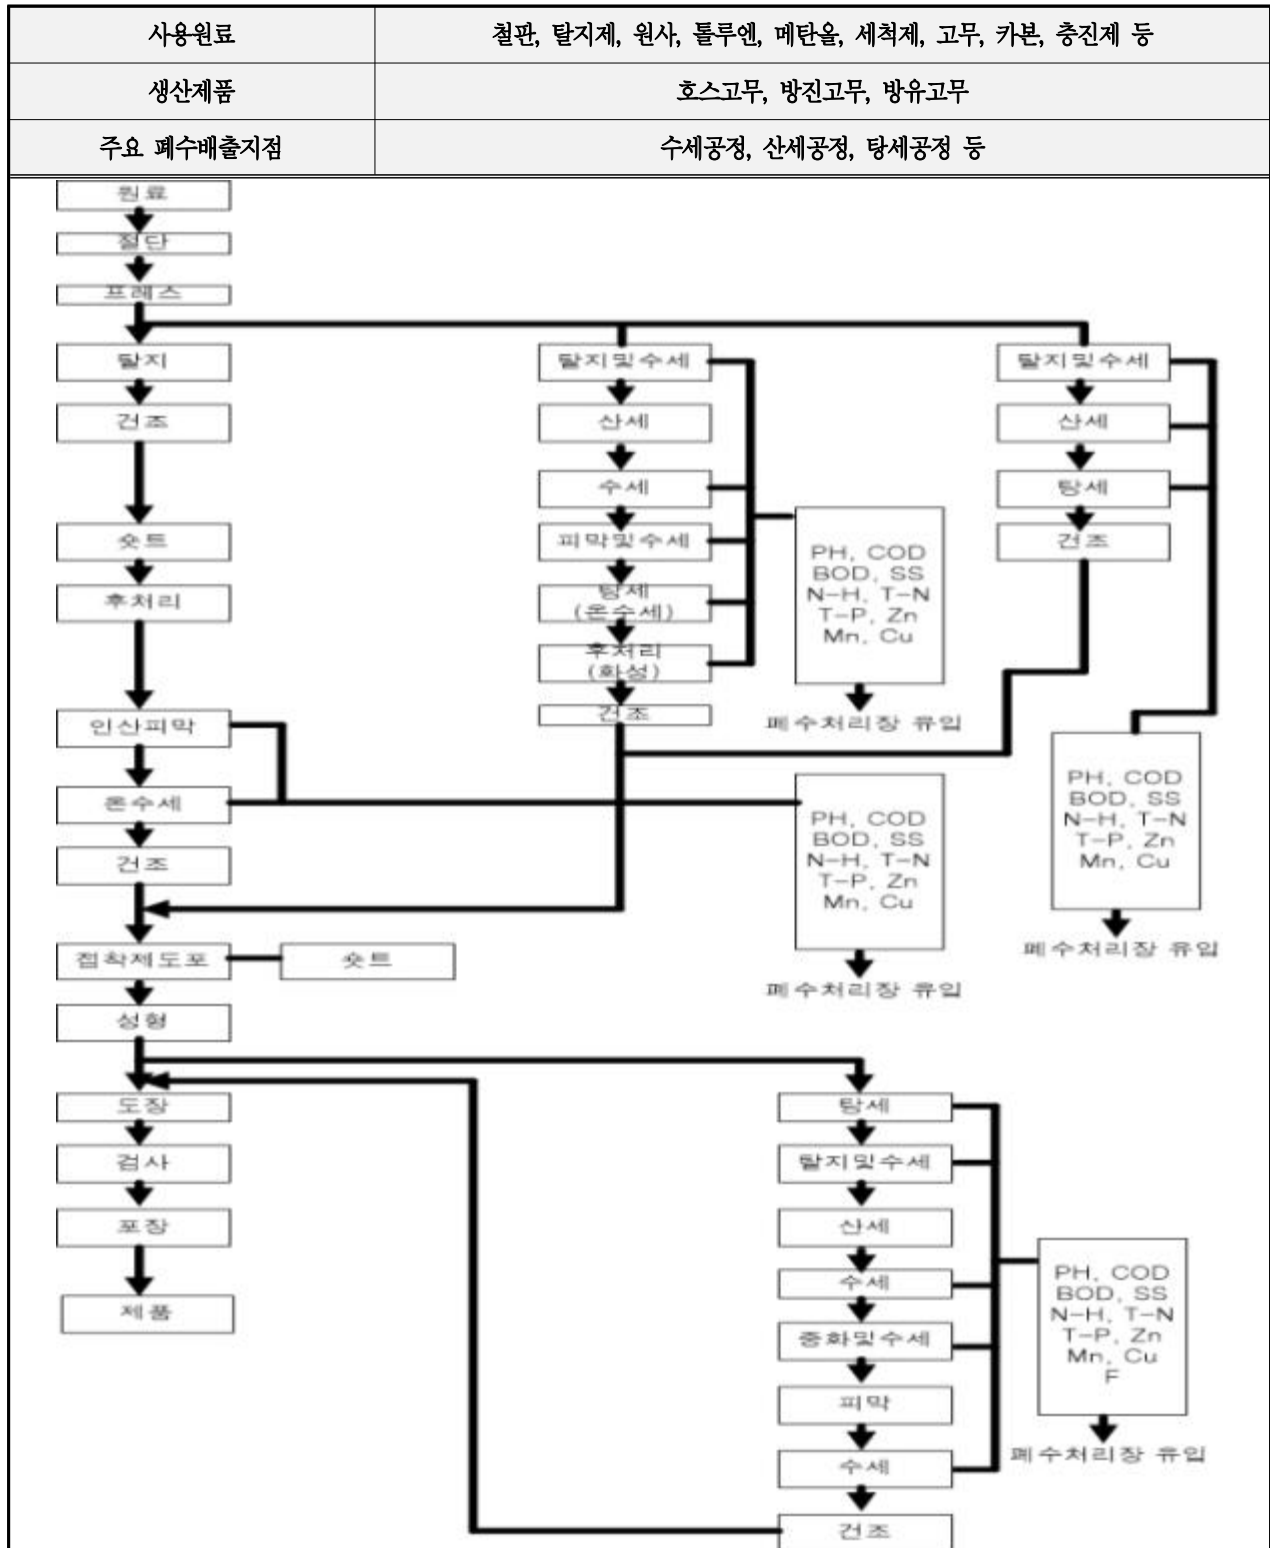 사용원료 철판, 탈지제, 원사, 톨루엔, 메탄올, 세척제, 고무, 카본, 충진제 등
생산제품 호스고무, 방진고무, 방유고무
주요 폐수배출지점 수세공정, 산세공정, 탕세공정 등
원료
절단
프레스
탈지
건조
숏트
후처리
인산피막
온수세
건조
접착제도포
숏트
성형
도장
검사
포장
제품
탈지및수세
산세
수세
피막및수세
탕세
(온수세)
후처리
(화성)
건조
PH, COD
BOD, SS
N-H, T-N
T-P, Zn
Mn, Cu
폐수처리장 유입
탈지및수세
산세
탕세
건조
PH, COD
BOD, SS
N-H, T-N
T-P, Zn
Mn, Cu
폐수처리장 유입
PH, COD
BOD, SS
N-H, T-N
T-P, Zn
Mn, Cu
폐수처리장 유입
탕세
탈지및수세
산세
수세
중화및수세
피막
수세
건조
PH, COD
BOD, SS
N-H, T-N
T-P, Zn
Mn, Cu
F
폐수처리장 유입